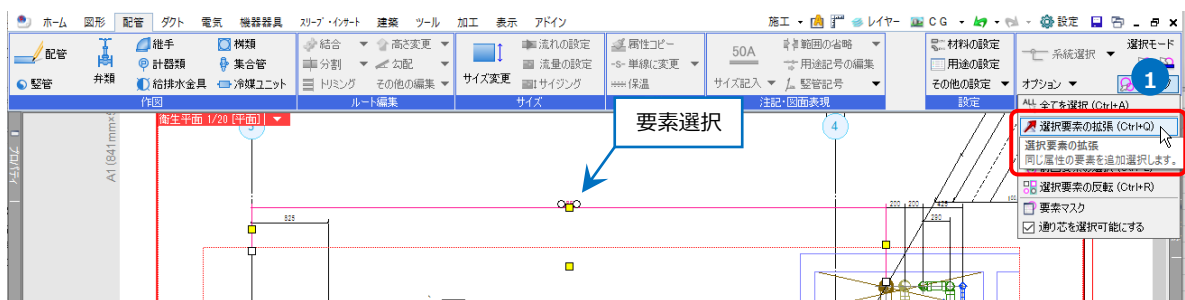 ホーム 図形 配管 ダクト 電気 機器器具 スリーブ・インサート 建築 ツール 加工 表示 アドイン 施工 レイヤー CG 設定
配管 継手 桝類 結合 高さ変更 流れの設定 属性コピー 50A 範囲の省略 材料の設定 系統選択 選択モード
計器類 集合管 分割 勾配 流量の設定 単線に変更 用途記号の編集 用途の設定
竪管 弁類 給排水金具 冷媒ユニット トリミング その他の編集 サイズ変更 サイジング 保温 サイズ記入 竪管記号 その他の設定 オプション 1
作図 ルート編集 サイズ 注記・図面表現 設定
全てを選択 (Ctrl+A)
衛生平面 1/20 [平面]
要素選択
3
4
選択要素の拡張 (Ctrl+Q)
選択要素の拡張
同じ属性の要素を追加選択します。
選択要素の反転 (Ctrl+R)
要素マスク
通り芯を選択可能にする
プロパティ
A1 (841mm×5
825
200 200 425
280